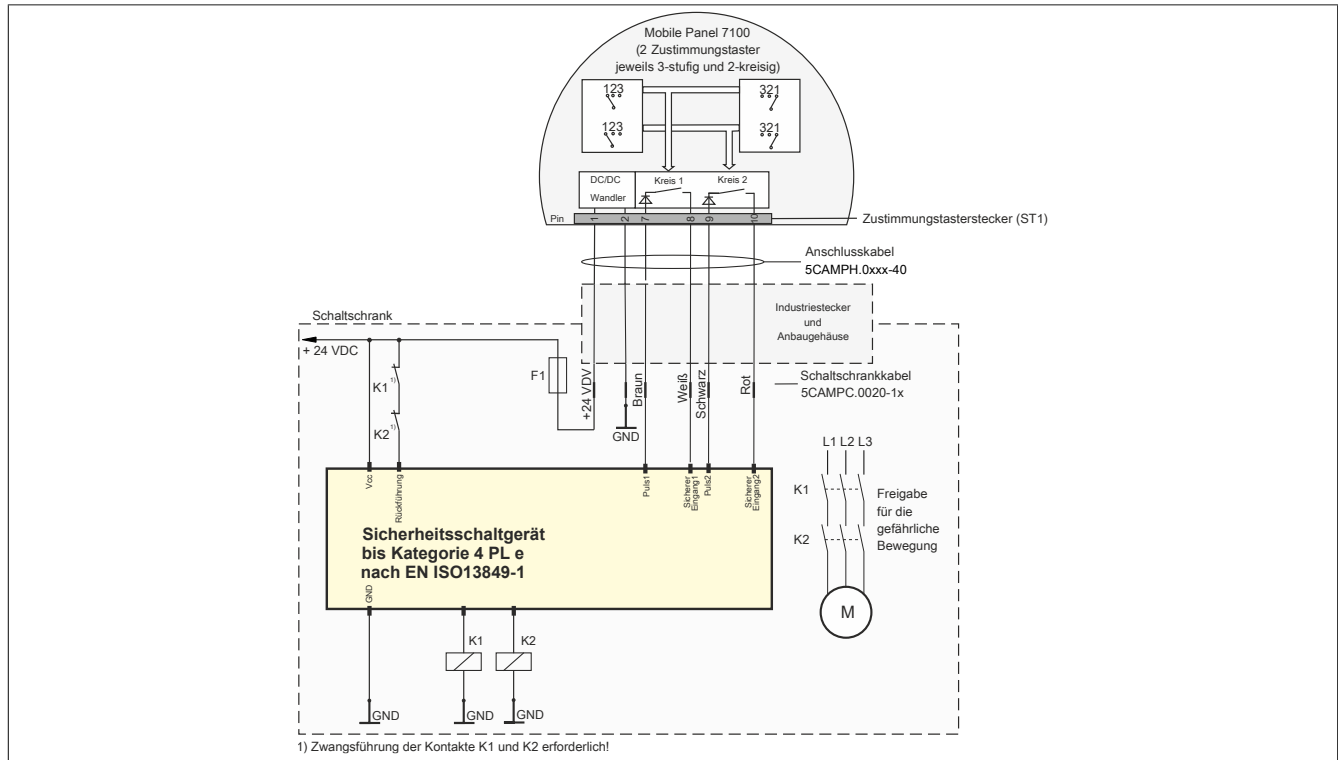 Mobile Panel 7100
(2 Zustimmungstaster
jeweils 3-stufig und 2-kreisig)
123
321
123
321
DC/DC
Wandler
Kreis 1
Kreis 2
Pin
1
2
7
8
9
10
Zustimmungstasterstecker (ST1)
Anschlusskabel
5CAMPH.0xxx-40
Industriestecker
und
Anbaugehäuse
Schaltschrank
+ 24 VDC
K1
1)
K2
1)
F1
+24 VDV
GND
Braun
Weiß
Schwarz
Rot
Schaltschrankkabel
5CAMPC.0020-1x
Vcc
Rückführung
Puls1
Sicherer
Eingang1
Puls2
Sicherer
Eingang2
Sicherheitsschaltgerät
bis Kategorie 4 PL e
nach EN ISO13849-1
GND
L1 L2 L3
K1
K2
Freigabe
für die
gefährliche
Bewegung
M
K1
K2
GND
GND
GND
1) Zwangsführung der Kontakte K1 und K2 erforderlich!